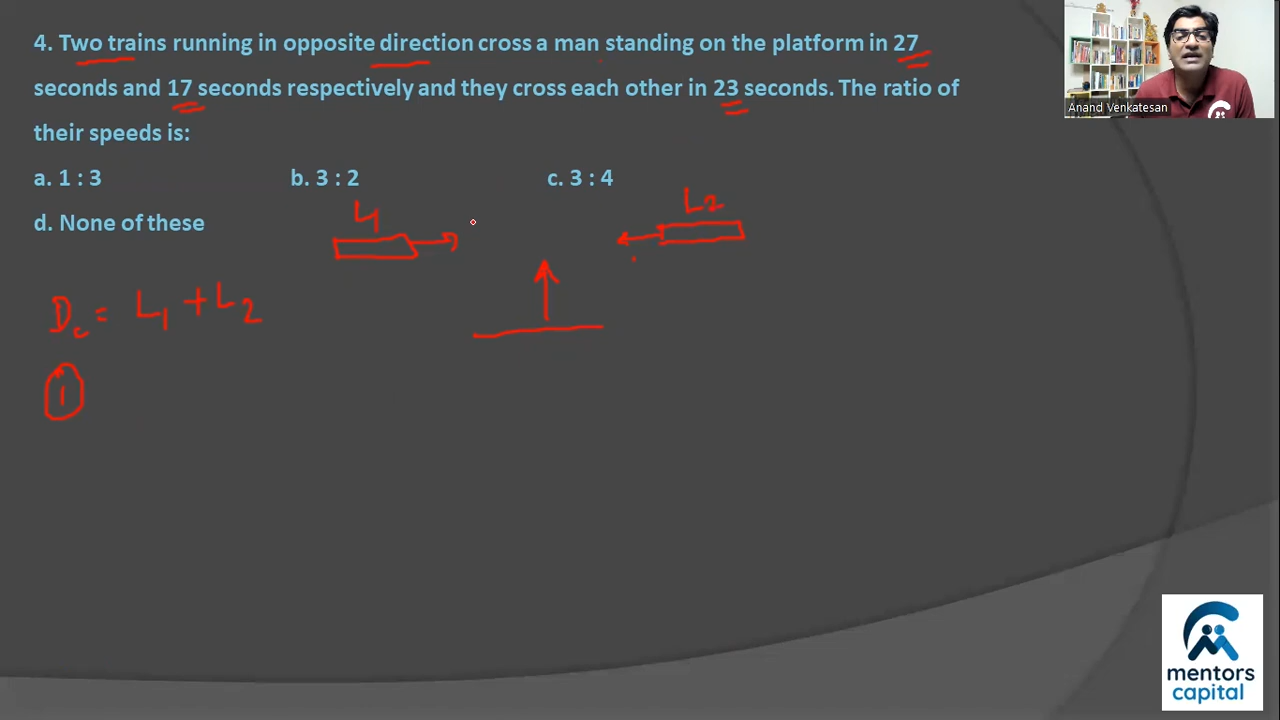 4. Two trains running in opposite direction cross a man standing on the platform in 27
seconds and 17 seconds respectively and they cross each other in 23 seconds. The ratio of
their speeds is:
a. 1 : 3 b. 3 : 2 c. 3 : 4
d. None of these
L1 L2
Dc = L1 + L2
1
Anand Venkatesan
mentors
capital